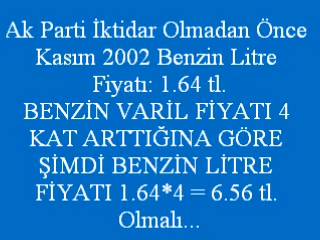 Ak Parti İktidar Olmadan Önce
Kasım 2002 Benzin Litre
Fiyatı: 1.64 tl.
BENZİN VARİL FİYATI 4
KAT ARTTIĞINA GÖRE
ŞİMDİ BENZİN LİTRE
FİYATI 1.64*4 = 6.56 tl.
Olmalı...